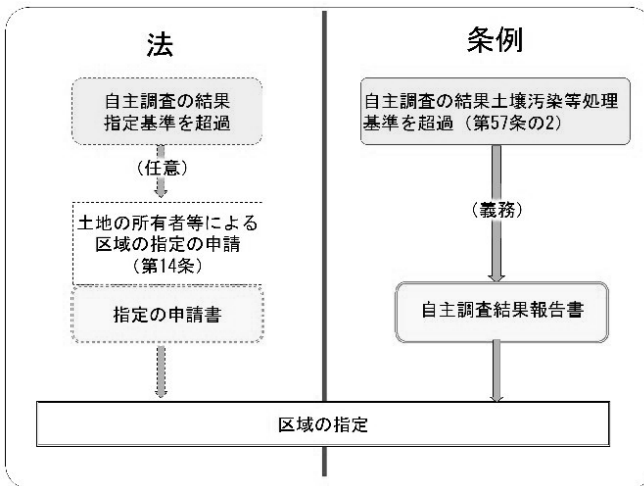 法
自主調査の結果
指定基準を超過
(任意)
土地の所有者等による
区域の指定の申請
(第14条)
指定の申請書
条例
自主調査の結果土壌汚染等処理
基準を超過(第57条の2)
(義務)
自主調査結果報告書
区域の指定